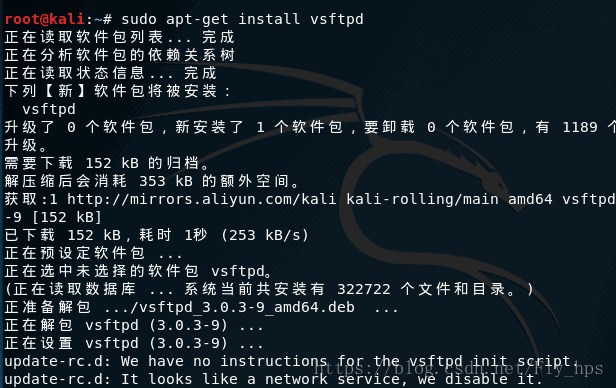 root@kali:~# sudo apt-get install vsftpd
正在读取软件包列表... 完成
正在分析软件包的依赖关系树
正在读取状态信息... 完成
下列【新】软件包将被安装：
vsftpd
升级了 0 个软件包，新安装了 1 个软件包，要卸载 0 个软件包，有 1189 个
升级。
需要下载 152 kB 的归档。
解压缩后会消耗 353 kB 的额外空间。
获取:1 http://mirrors.aliyun.com/kali kali-rolling/main amd64 vsftpd
-9 [152 kB]
已下载 152 kB，耗时 1秒 (253 kB/s)
正在预设定软件包 ...
正在选中未选择的软件包 vsftpd。
(正在读取数据库 ... 系统当前共安装有 322722 个文件和目录。)
正准备解包 .../vsftpd_3.0.3-9_amd64.deb ...
正在解包 vsftpd (3.0.3-9) ...
正在设置 vsftpd (3.0.3-9) ...
update-rc.d: We have no instructions for the vsftpd init script.
update-rc.d: It looks like a network service, we disable it.
https://blog.csdn.net/Fly_hps